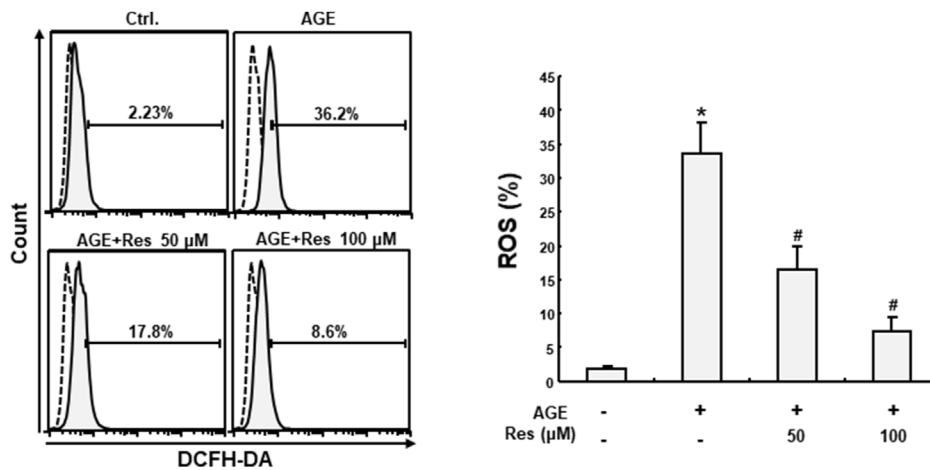 Ctrl.
AGE
2.23%
36.2%
AGE+Res 50 μM
AGE+Res 100 μM
17.8%
8.6%
Count
DCFH-DA
ROS (%)
45
40
35
30
25
20
15
10
5
0
*
#
#
AGE - + + +
Res (μM) - - 50 100